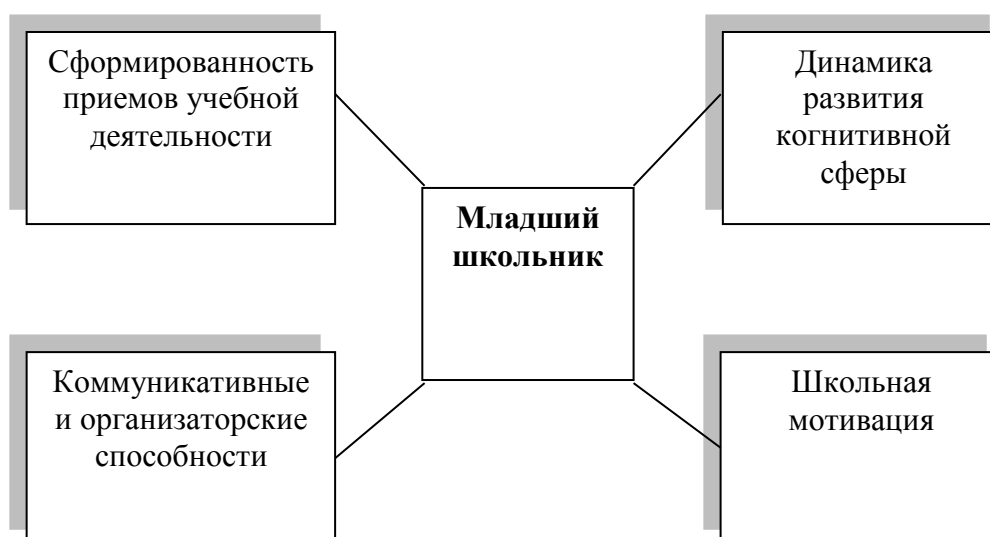 Сформированность
приемов учебной
деятельности
Динамика
развития
когнитивной
сферы
Младший
школьник
Коммуникативные
и организаторские
способности
Школьная
мотивация